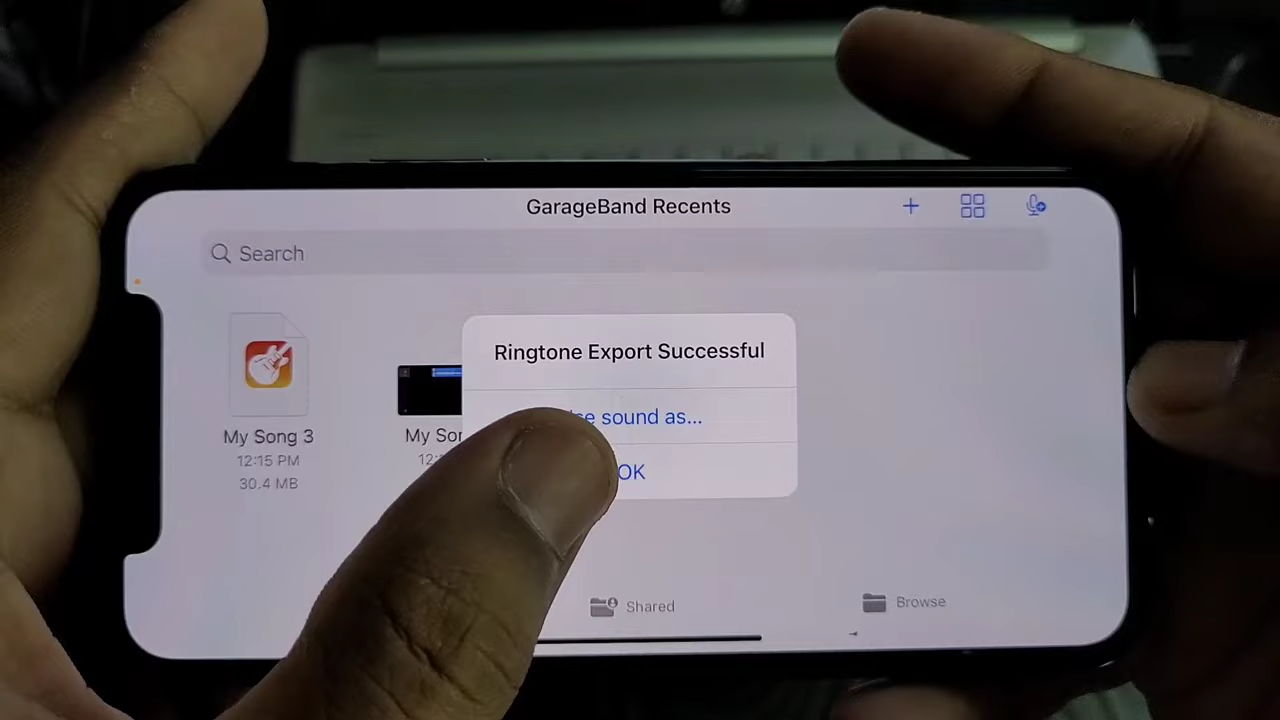 GarageBand Recents
Search
Ringtone Export Successful
sound as...
OK
My Song 3
12:15 PM
30.4 MB
My
Shared
Browse